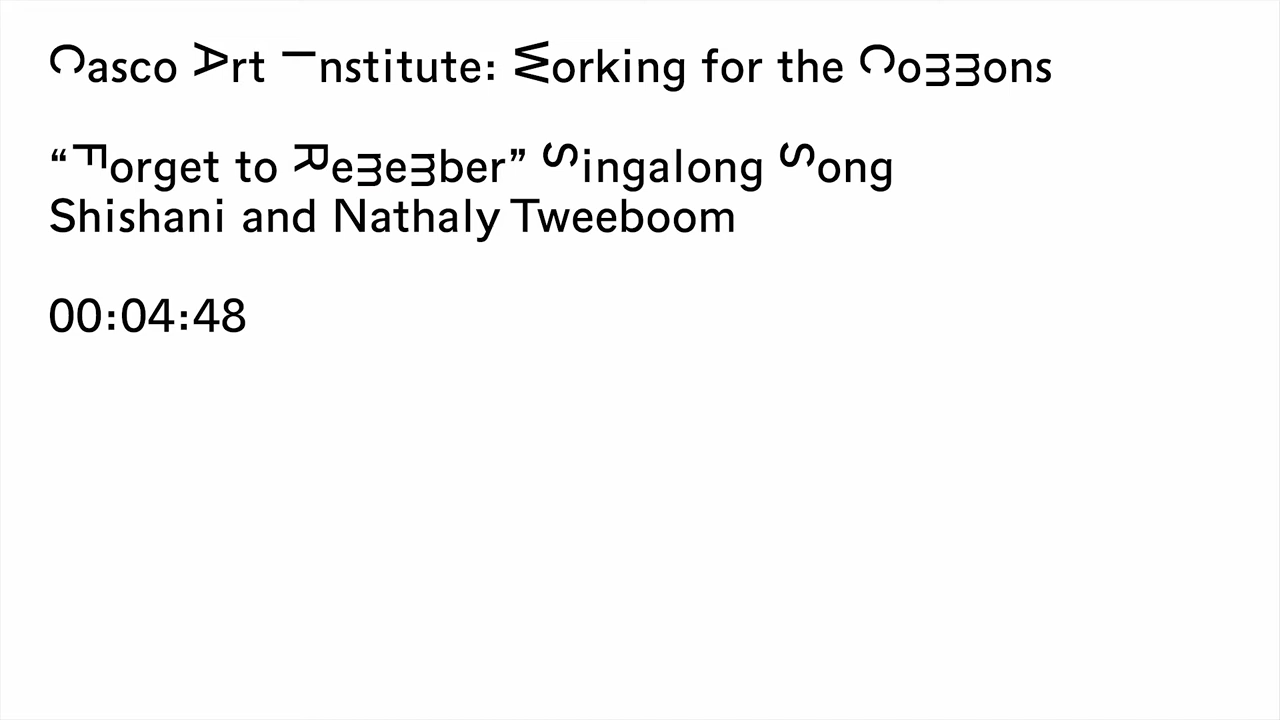 Casco Art Institute: Working for the Commons
“Forget to Remember” Singalong Song
Shishani and Nathaly Tweeboom
00:04:48